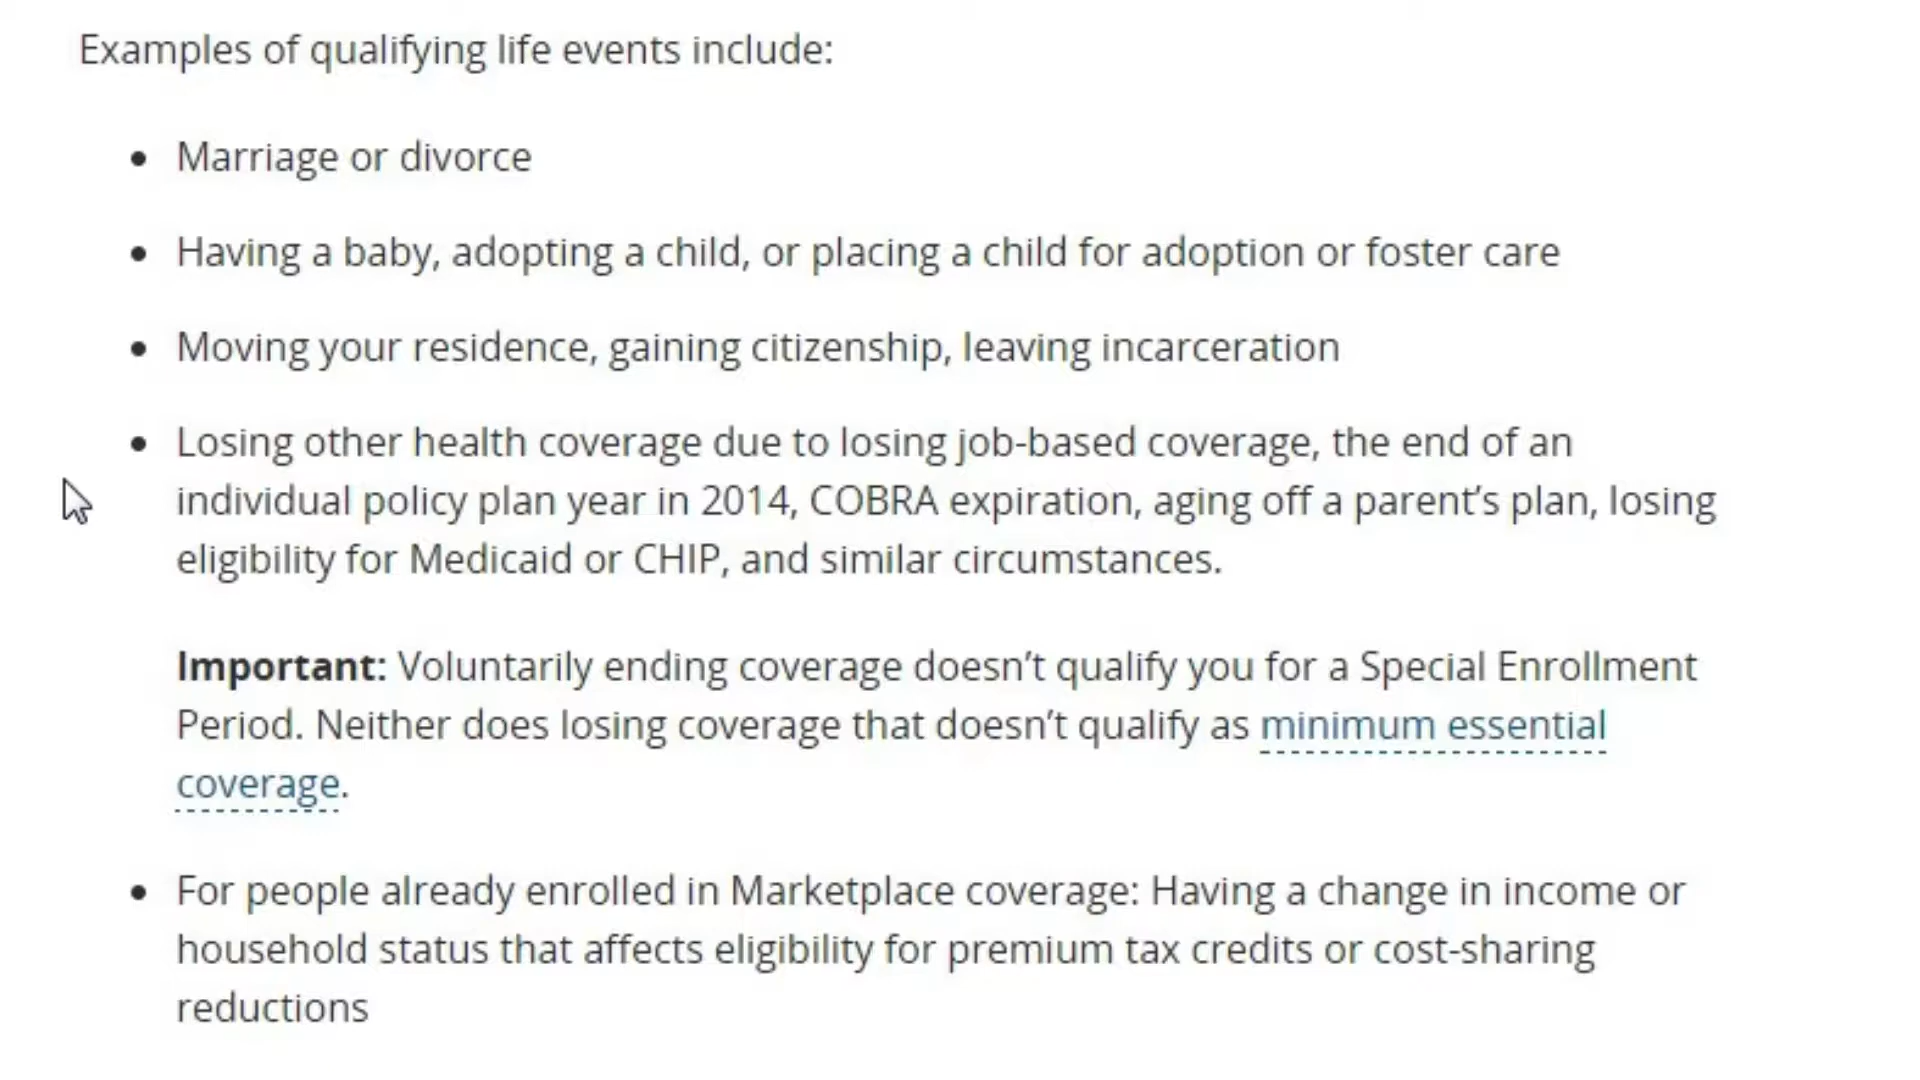 Examples of qualifying life events include:
• Marriage or divorce
• Having a baby, adopting a child, or placing a child for adoption or foster care
• Moving your residence, gaining citizenship, leaving incarceration
• Losing other health coverage due to losing job-based coverage, the end of an
individual policy plan year in 2014, COBRA expiration, aging off a parent’s plan, losing
eligibility for Medicaid or CHIP, and similar circumstances.
Important: Voluntarily ending coverage doesn’t qualify you for a Special Enrollment
Period. Neither does losing coverage that doesn’t qualify as minimum essential
coverage.
• For people already enrolled in Marketplace coverage: Having a change in income or
household status that affects eligibility for premium tax credits or cost-sharing
reductions